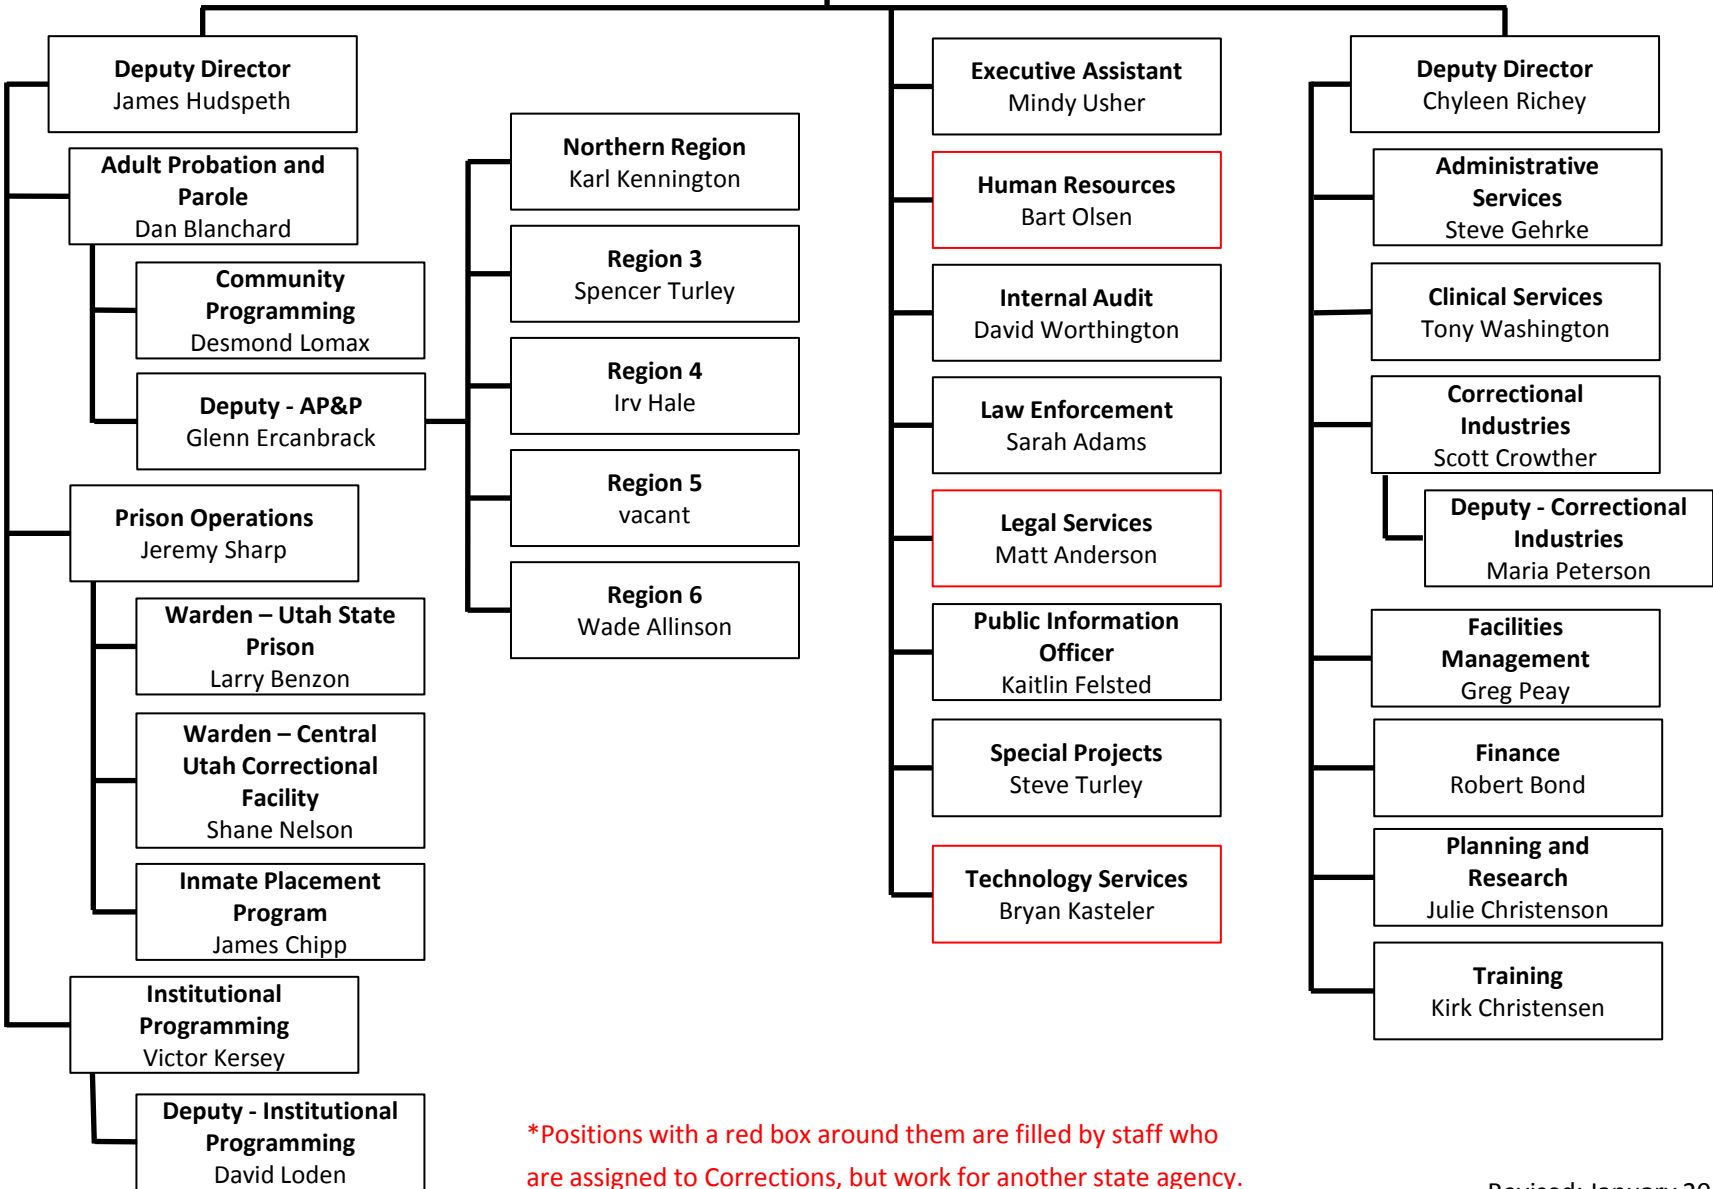 Deputy Director
James Hudspeth
Adult Probation and
Parole
Dan Blanchard
Community
Programming
Desmond Lomax
Deputy - AP&P
Glenn Ercanbrack
Prison Operations
Jeremy Sharp
Warden – Utah State
Prison
Larry Benzon
Warden – Central
Utah Correctional
Facility
Shane Nelson
Inmate Placement
Program
James Chipp
Institutional
Programming
Victor Kersey
Deputy - Institutional
Programming
David Loden
Northern Region
Karl Kennington
Region 3
Spencer Turley
Region 4
Irv Hale
Region 5
vacant
Region 6
Wade Allinson
Executive Assistant
Mindy Usher
Human Resources
Bart Olsen
Internal Audit
David Worthington
Law Enforcement
Sarah Adams
Legal Services
Matt Anderson
Public Information
Officer
Kaitlin Felsted
Special Projects
Steve Turley
Technology Services
Bryan Kasteler
Deputy Director
Chyleen Richey
Administrative
Services
Steve Gehrke
Clinical Services
Tony Washington
Correctional
Industries
Scott Crowther
Deputy - Correctional
Industries
Maria Peterson
Facilities
Management
Greg Peay
Finance
Robert Bond
Planning and
Research
Julie Christenson
Training
Kirk Christensen
*Positions with a red box around them are filled by staff who
are assigned to Corrections, but work for another state agency.
Revised: January 20